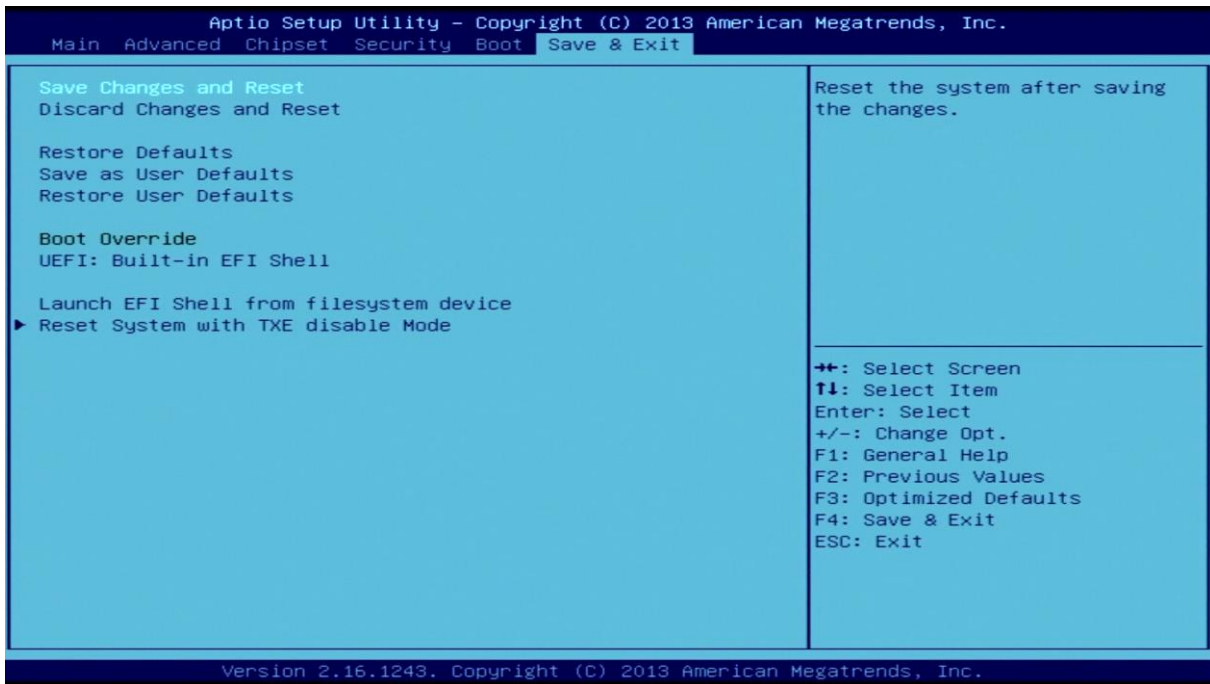 Aptio Setup Utility – Copyright (C) 2013 American Megatrends, Inc.
Main Advanced Chipset Security Boot Save & Exit
Save Changes and Reset
Discard Changes and Reset
Restore Defaults
Save as User Defaults
Restore User Defaults
Boot Override
UEFI: Built-in EFI Shell
Launch EFI Shell from filesystem device
▶ Reset System with TXE disable Mode
Reset the system after saving
the changes.
→←: Select Screen
↑↓: Select Item
Enter: Select
+/-: Change Opt.
F1: General Help
F2: Previous Values
F3: Optimized Defaults
F4: Save & Exit
ESC: Exit
Version 2.16.1243. Copyright (C) 2013 American Megatrends, Inc.